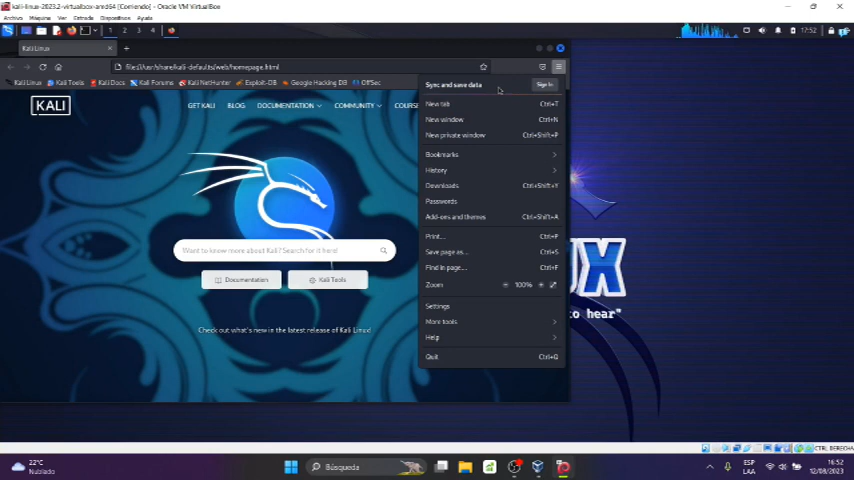 kali-linux-2023.2-virtualbox-amd64 [Corriendo] - Oracle VM VirtualBox
Archivo Máquina Ver Entrada Dispositivos Ayuda
1 2 3 4
17:52
Kali Linux
file:///usr/share/kali-defaults/web/homepage.html
Kali Linux Kali Tools Kali Docs Kali Forums Kali NetHunter Exploit-DB Google Hacking DB OffSec
KALI
GET KALI BLOG DOCUMENTATION COMMUNITY COURSE
Want to know more about Kali? Search for it here!
Documentation Kali Tools
Check out what's new in the latest release of Kali Linux!
Sync and save data Sign In
New tab Ctrl+T
New window Ctrl+N
New private window Ctrl+Shift+P
Bookmarks
History
Downloads Ctrl+Shift+Y
Passwords
Add-ons and themes Ctrl+Shift+A
Print... Ctrl+P
Save page as... Ctrl+S
Find in page... Ctrl+F
Zoom 100%
Settings
More tools
Help
Quit Ctrl+Q
UX
to hear"
CTRL DERECHA
22°C
Nublado
Búsqueda
ESP
LAA
16:52
12/08/2023